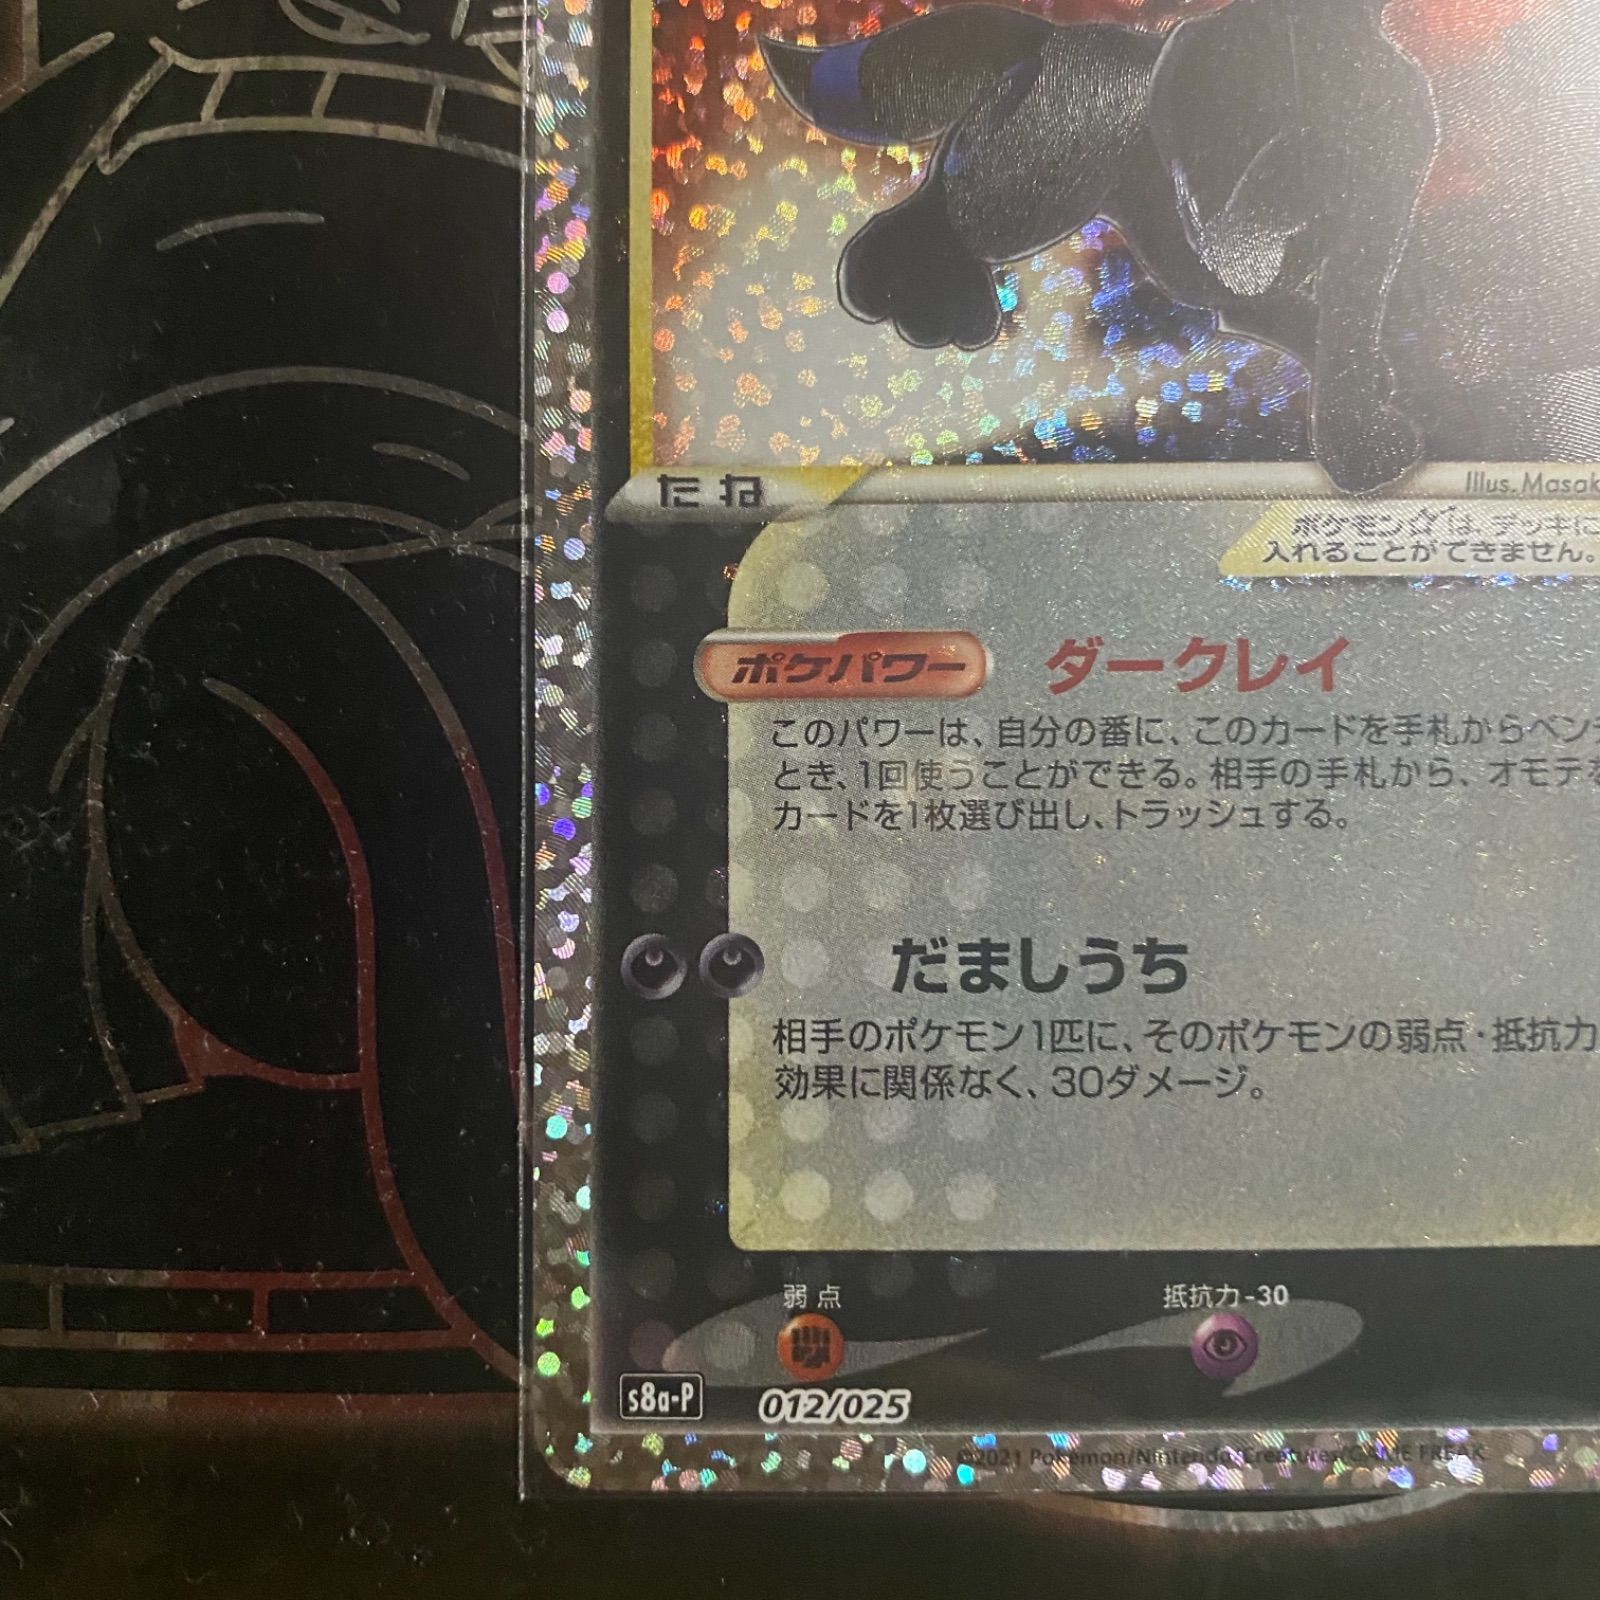 たね
Illus. Masak
ポケモン☆は、デッキに
入れることができません。
ポケパワー ダークレイ
このパワーは、自分の番に、このカードを手札からベンチ
とき、1回使うことができる。相手の手札から、オモテを
カードを1枚選び出し、トラッシュする。
だましうち
相手のポケモン1匹に、そのポケモンの弱点・抵抗力
効果に関係なく、30ダメージ。
弱点 抵抗力-30
s8a-P 012/025
©2021 Pokémon/Nintendo/Creatures/GAME FREAK